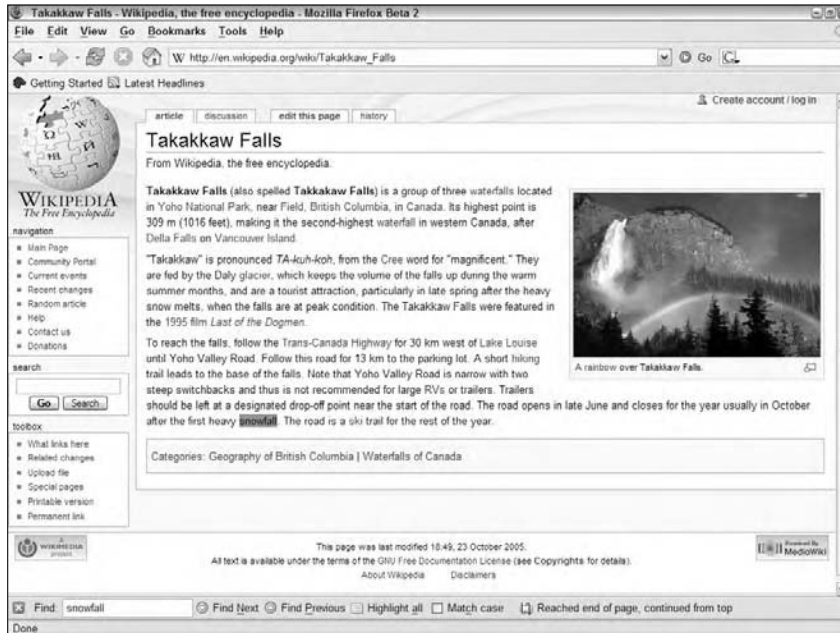 Takakkaw Falls - Wikipedia, the free encyclopedia - Mozilla Firefox Beta 2
File Edit View Go Bookmarks Tools Help
W http://en.wikipedia.org/wiki/Takakkaw_Falls Go G
Getting Started Latest Headlines
Create account / log in
article discussion edit this page history
Takakkaw Falls
From Wikipedia, the free encyclopedia.
Takakkaw Falls (also spelled Takkakaw Falls) is a group of three waterfalls located
in Yoho National Park, near Field, British Columbia, in Canada. Its highest point is
309 m (1016 feet), making it the second-highest waterfall in western Canada, after
Della Falls on Vancouver Island.
"Takakkaw" is pronounced TA-kuh-koh, from the Cree word for "magnificent." They
are fed by the Daly glacier, which keeps the volume of the falls up during the warm
summer months, and are a tourist attraction, particularly in late spring after the heavy
snow melts, when the falls are at peak condition. The Takakkaw Falls were featured in
the 1995 film Last of the Dogmen.
To reach the falls, follow the Trans-Canada Highway for 30 km west of Lake Louise
until Yoho Valley Road. Follow this road for 13 km to the parking lot. A short hiking
trail leads to the base of the falls. Note that Yoho Valley Road is narrow with two
steep switchbacks and thus is not recommended for large RVs or trailers. Trailers
should be left at a designated drop-off point near the start of the road. The road opens in late June and closes for the year usually in October
after the first heavy snowfall. The road is a ski trail for the rest of the year.
A rainbow over Takakkaw Falls.
Categories: Geography of British Columbia | Waterfalls of Canada
WIKIPEDIA
The Free Encyclopedia
navigation
Main Page
Community Portal
Current events
Recent changes
Random article
Help
Contact us
Donations
search
Go Search
toolbox
What links here
Related changes
Upload file
Special pages
Printable version
Permanent link
A
WIKIMEDIA
project
This page was last modified 18:49, 23 October 2005.
All text is available under the terms of the GNU Free Documentation License (see Copyrights for details).
About Wikipedia Disclaimers
Powered By
MediaWiki
Find: snowfall Find Next Find Previous Highlight all Match case Reached end of page, continued from top
Done